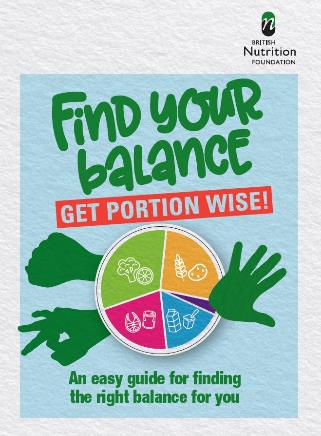 BRITISH
Nutrition
FOUNDATION
FIND YOUR
balance
GET PORTION WISE!
An easy guide for finding
the right balance for you